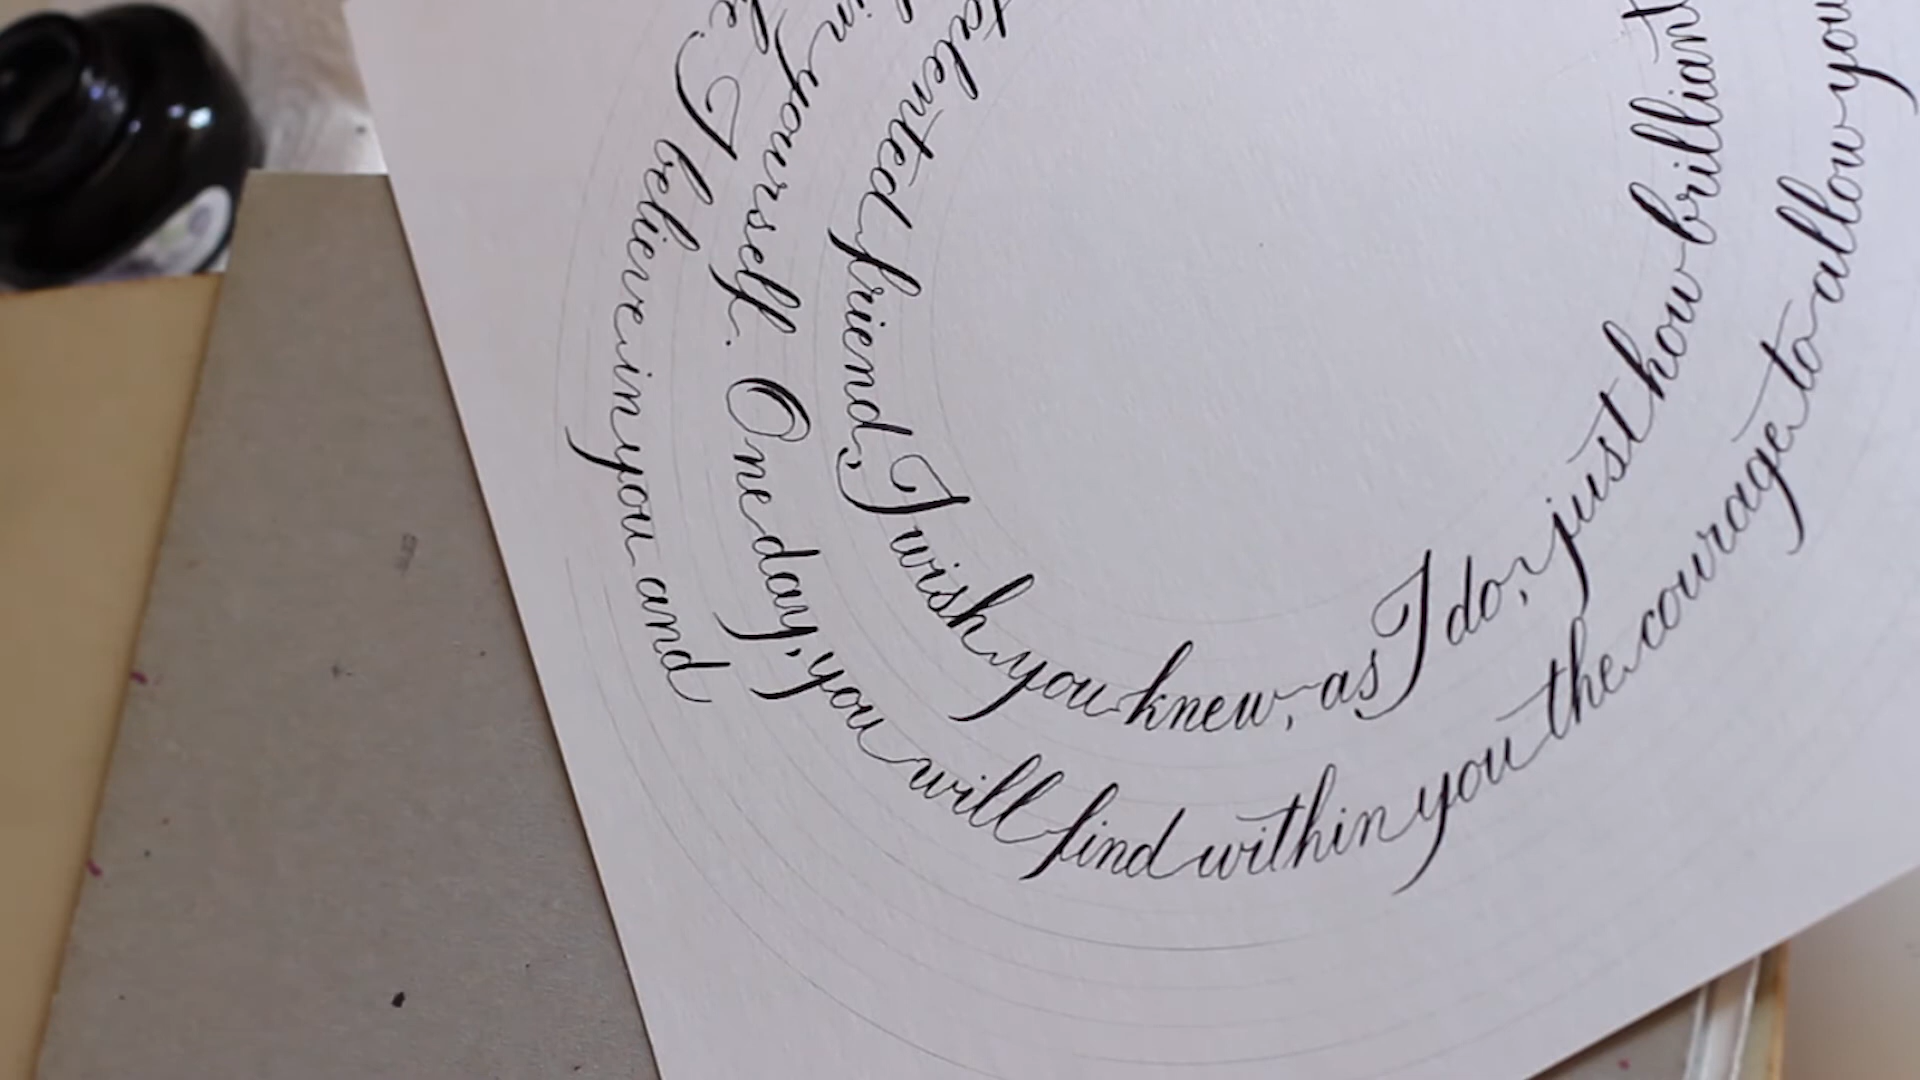 talented friend, I wish you knew, as I do, just how brilliant
in yourself. One day, you will find within you the courage to allow you
I believe in you and